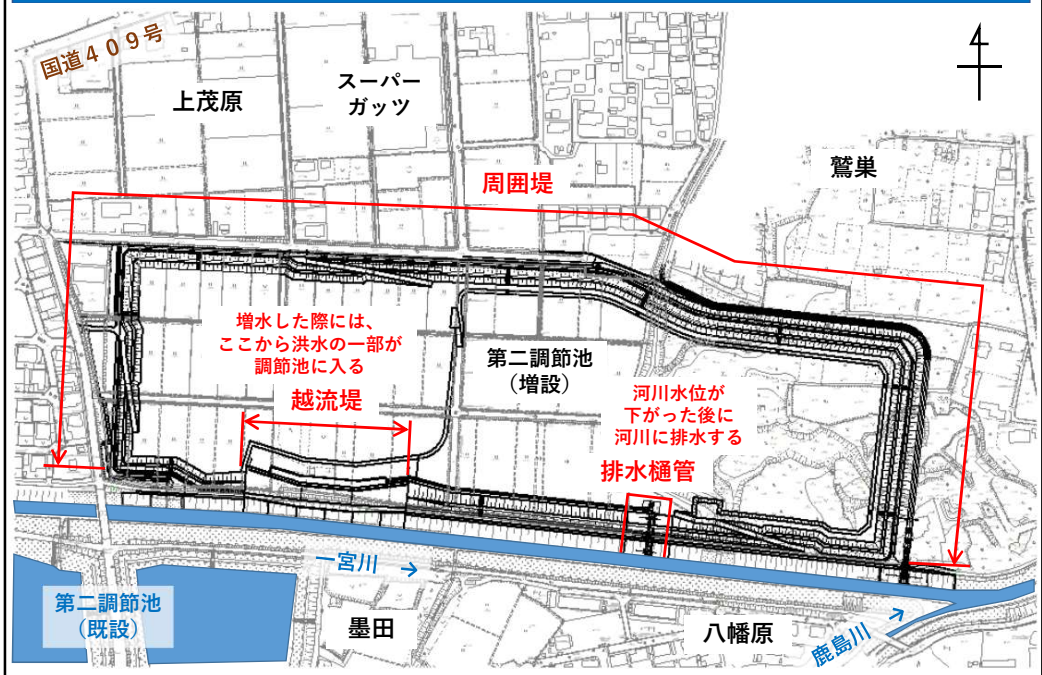 国道409号
上茂原
スーパー
ガッツ
鷲巣
周囲堤
増水した際には、
ここから洪水の一部が
調節池に入る
越流堤
第二調節池
（増設）
河川水位が
下がった後に
河川に排水する
排水樋管
一宮川 →
第二調節池
（既設）
墨田
八幡原
鹿島川 →